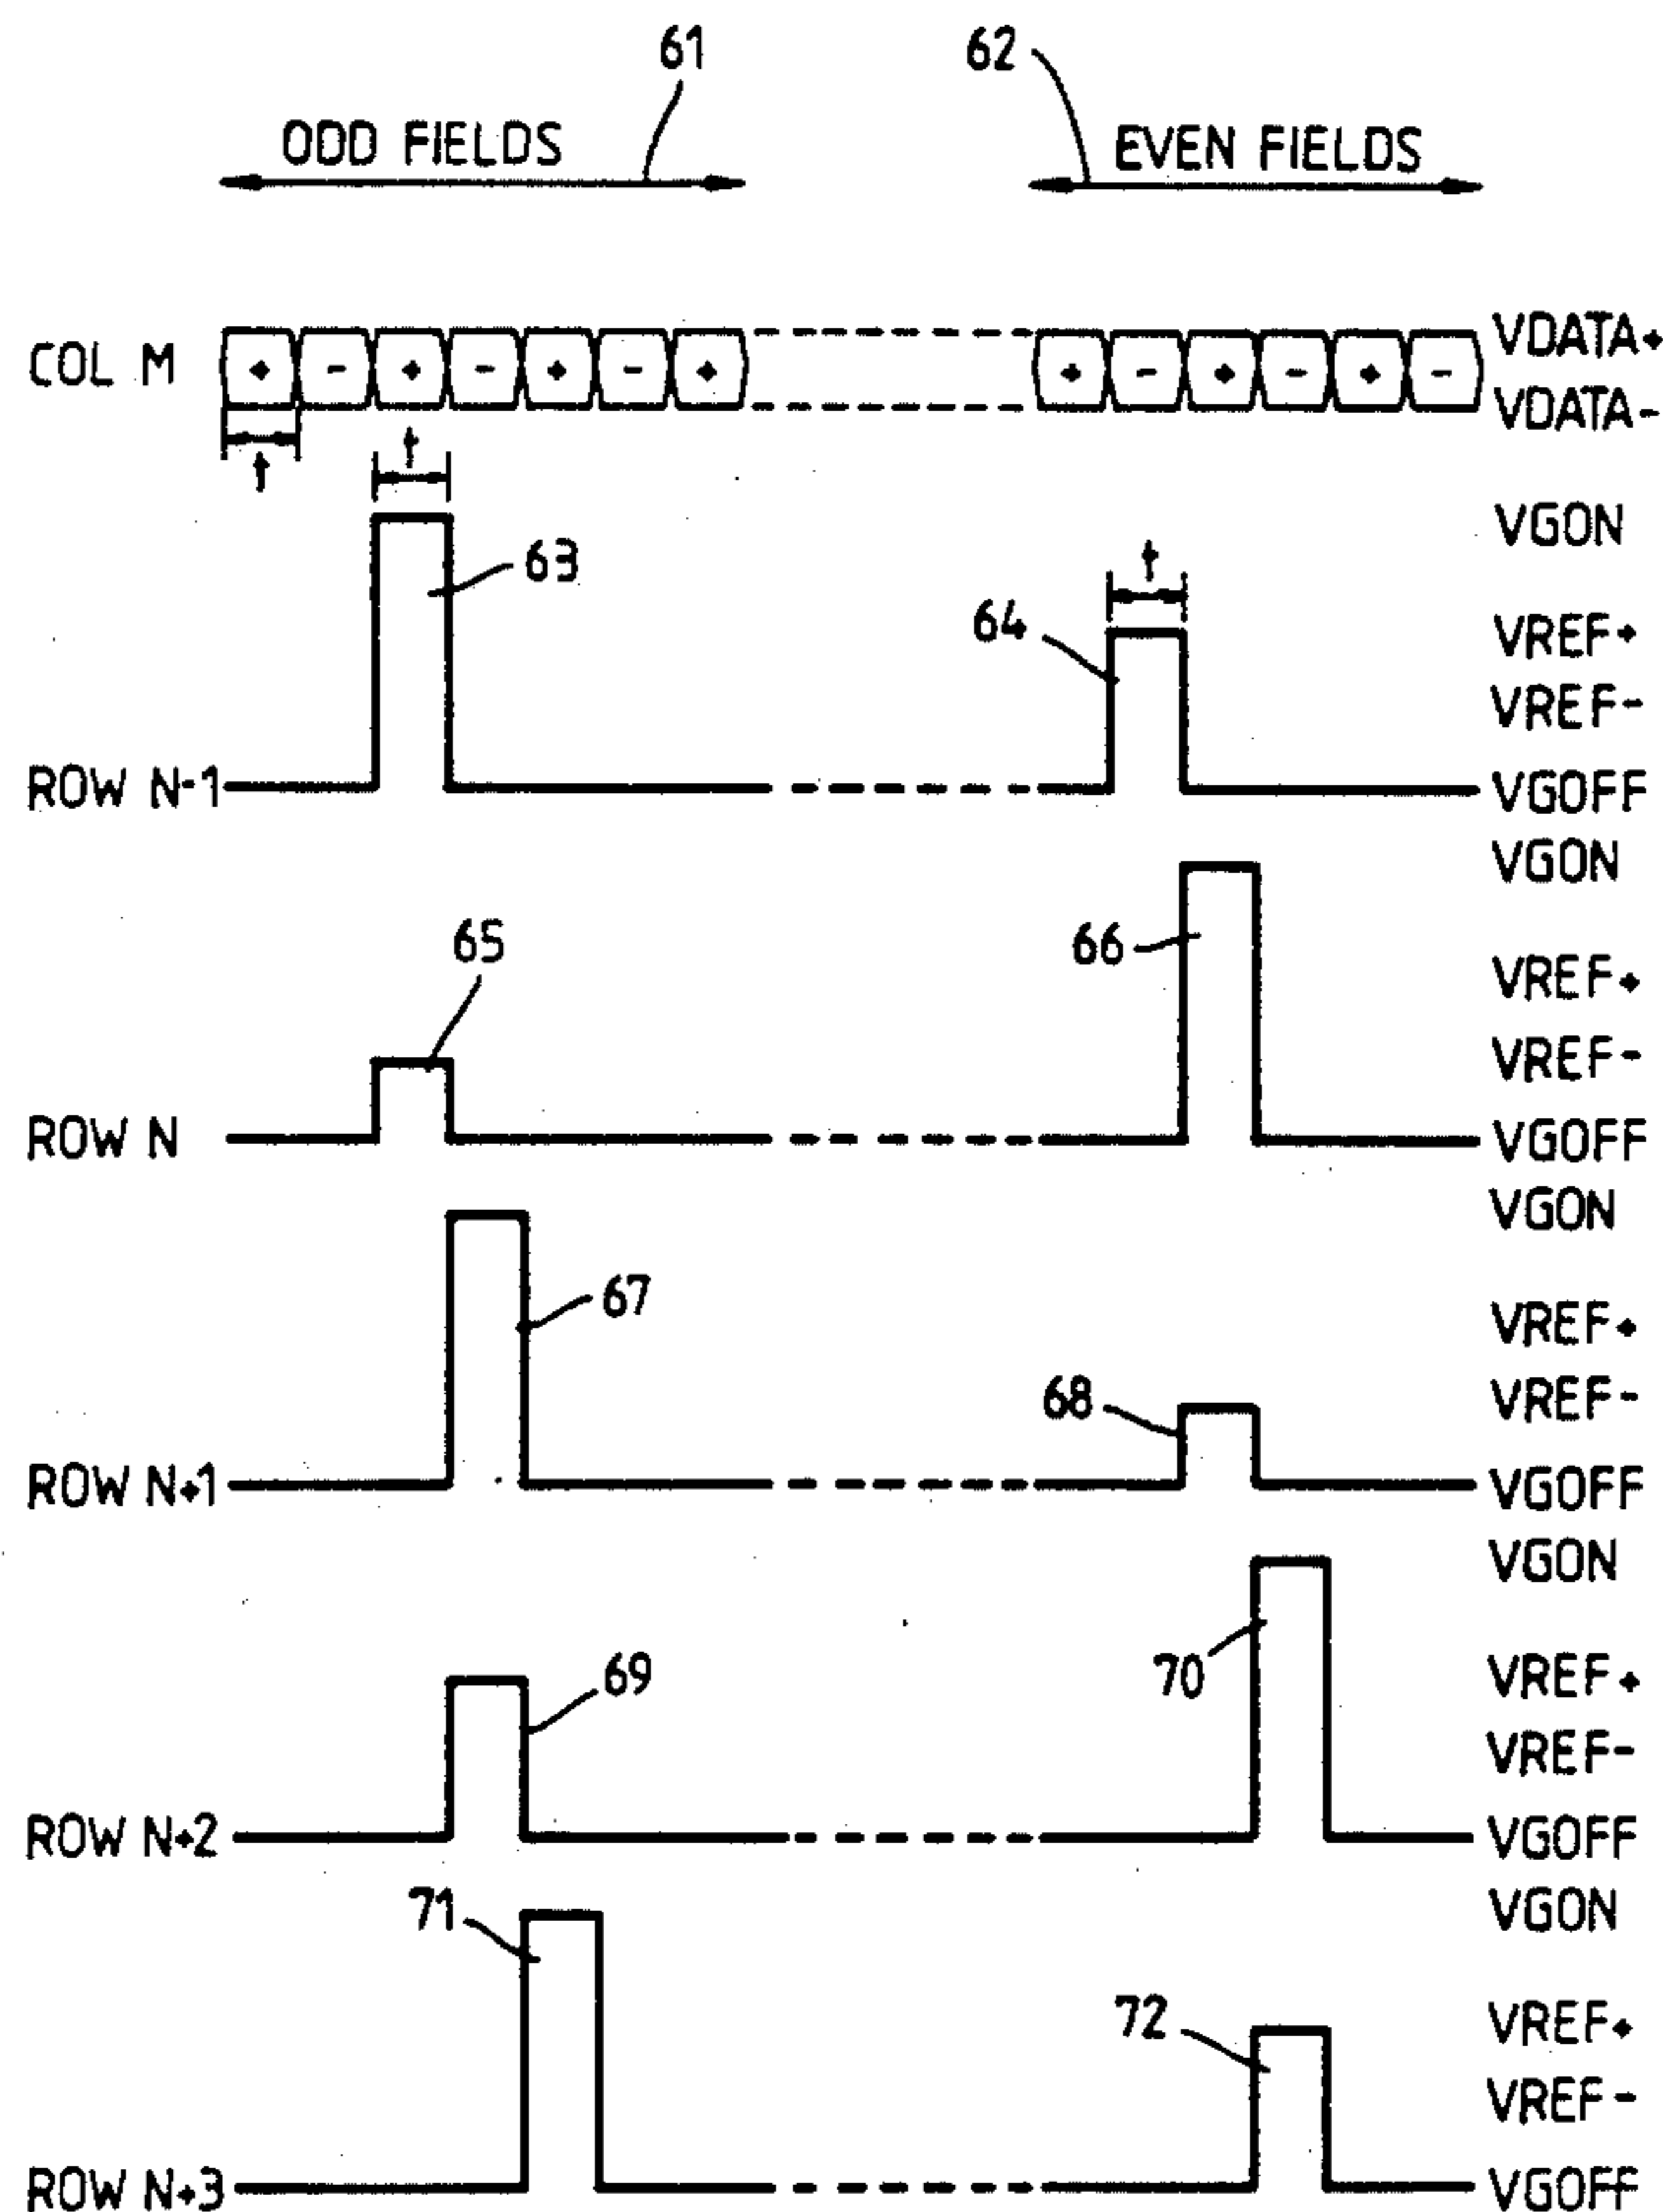 61
62
ODD FIELDS
EVEN FIELDS
COL M
+ - + - + - +
+ - + - + -
VDATA+
VDATA-
t
t
VGON
63
t
64
VREF+
VREF-
ROW N-1
VGOFF
VGON
65
66
VREF+
VREF-
ROW N
VGOFF
VGON
67
VREF+
68
VREF-
ROW N+1
VGOFF
VGON
69
70
VREF+
VREF-
ROW N+2
VGOFF
71
VGON
72
VREF+
VREF-
ROW N+3
VGOFF